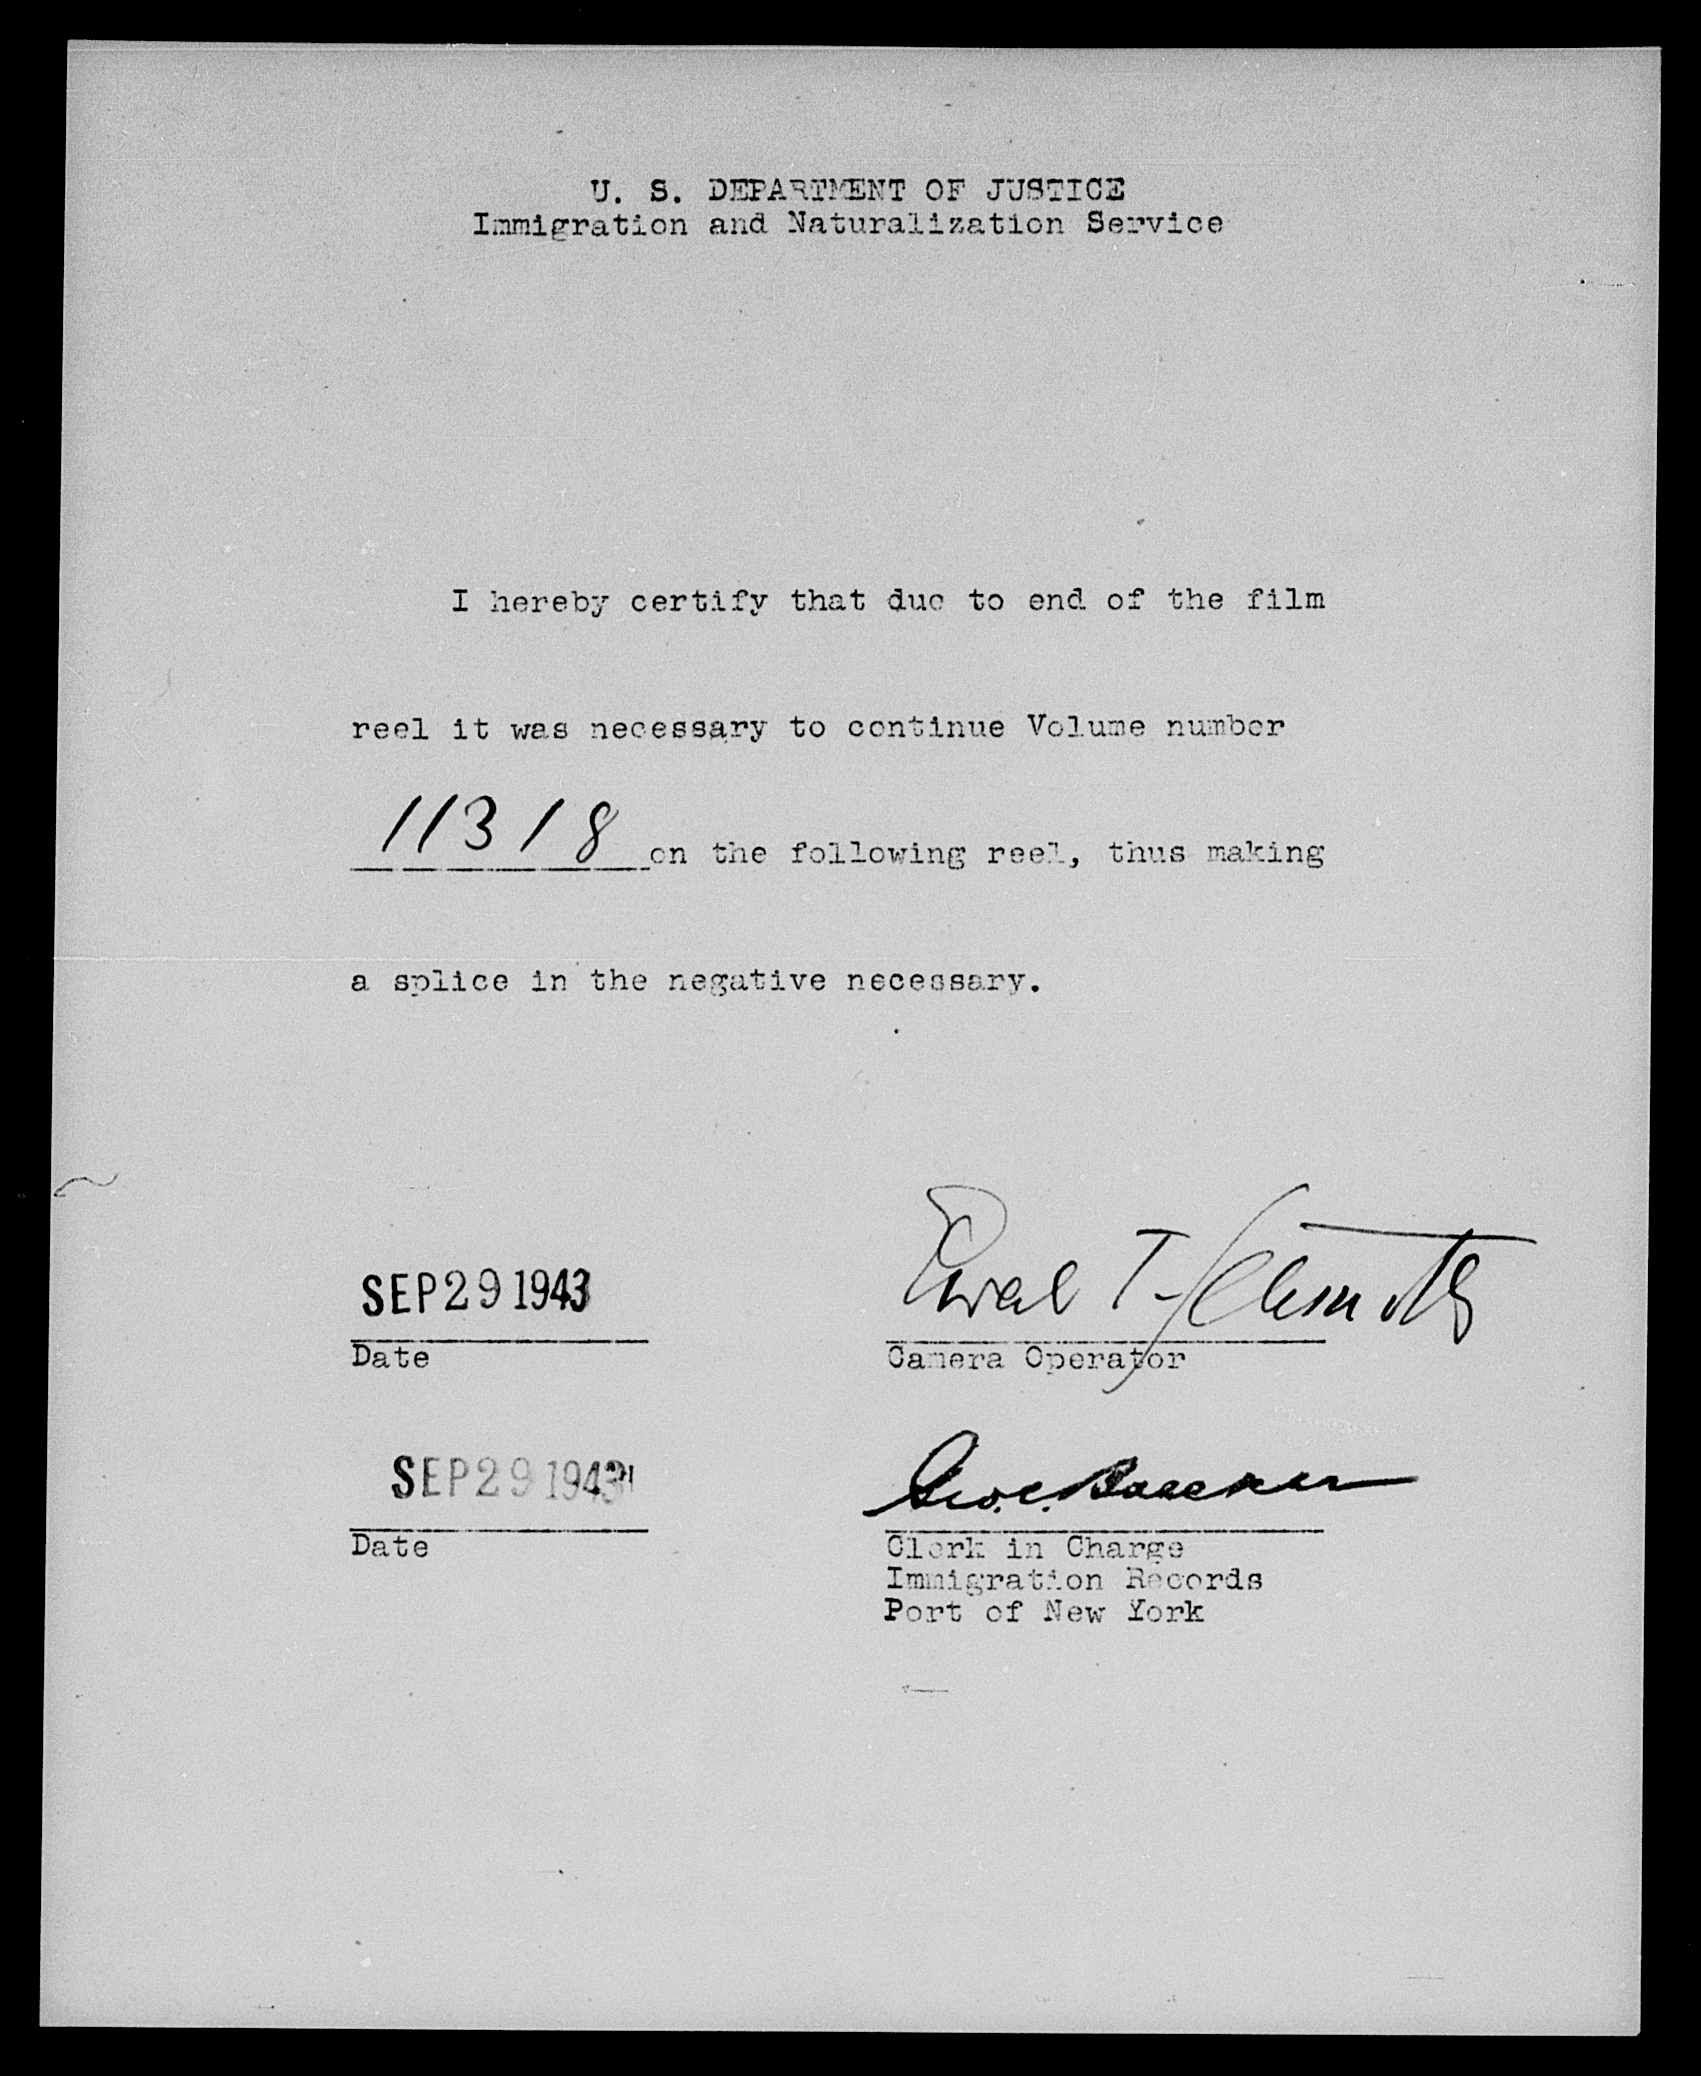 U. S. DEPARTMENT OF JUSTICE
Immigration and Naturalization Service
I hereby certify that due to end of the film
reel it was necessary to continue Volume number
11318 on the following reel, thus making
a splice in the negative necessary.
SEP 29 1943
Date
Camera Operator
SEP 29 1943
Date
Geo. C. Baecker
Clerk in Charge
Immigration Records
Port of New York